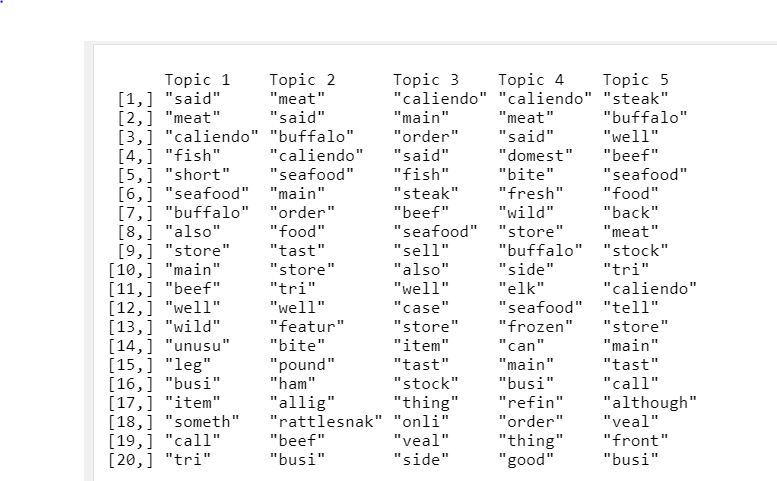 Topic 1 Topic 2 Topic 3 Topic 4 Topic 5
[1,] "said" "meat" "caliendo" "caliendo" "steak"
[2,] "meat" "said" "main" "meat" "buffalo"
[3,] "caliendo" "buffalo" "order" "said" "well"
[4,] "fish" "caliendo" "said" "domest" "beef"
[5,] "short" "seafood" "fish" "bite" "seafood"
[6,] "seafood" "main" "steak" "fresh" "food"
[7,] "buffalo" "order" "beef" "wild" "back"
[8,] "also" "food" "seafood" "store" "meat"
[9,] "store" "tast" "sell" "buffalo" "stock"
[10,] "main" "store" "also" "side" "tri"
[11,] "beef" "tri" "well" "elk" "caliendo"
[12,] "well" "well" "case" "seafood" "tell"
[13,] "wild" "featur" "store" "frozen" "store"
[14,] "unusu" "bite" "item" "can" "main"
[15,] "leg" "pound" "tast" "main" "tast"
[16,] "busi" "ham" "stock" "busi" "call"
[17,] "item" "allig" "thing" "refin" "although"
[18,] "someth" "rattlesnak" "onli" "order" "veal"
[19,] "call" "beef" "veal" "thing" "front"
[20,] "tri" "busi" "side" "good" "busi"